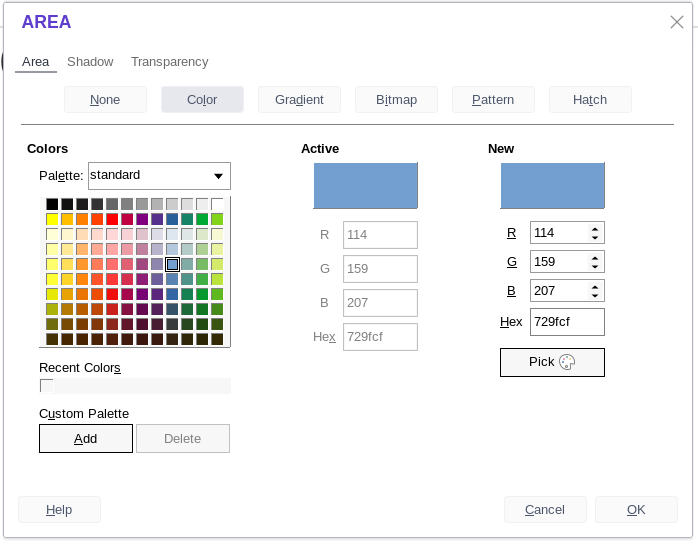 AREA
Area Shadow Transparency
None Color Gradient Bitmap Pattern Hatch
Colors Active New
Palette: standard
R 114 R 114
G 159 G 159
B 207 B 207
Hex 729fcf Hex 729fcf
Pick
Recent Colors
Custom Palette
Add Delete
Help Cancel OK